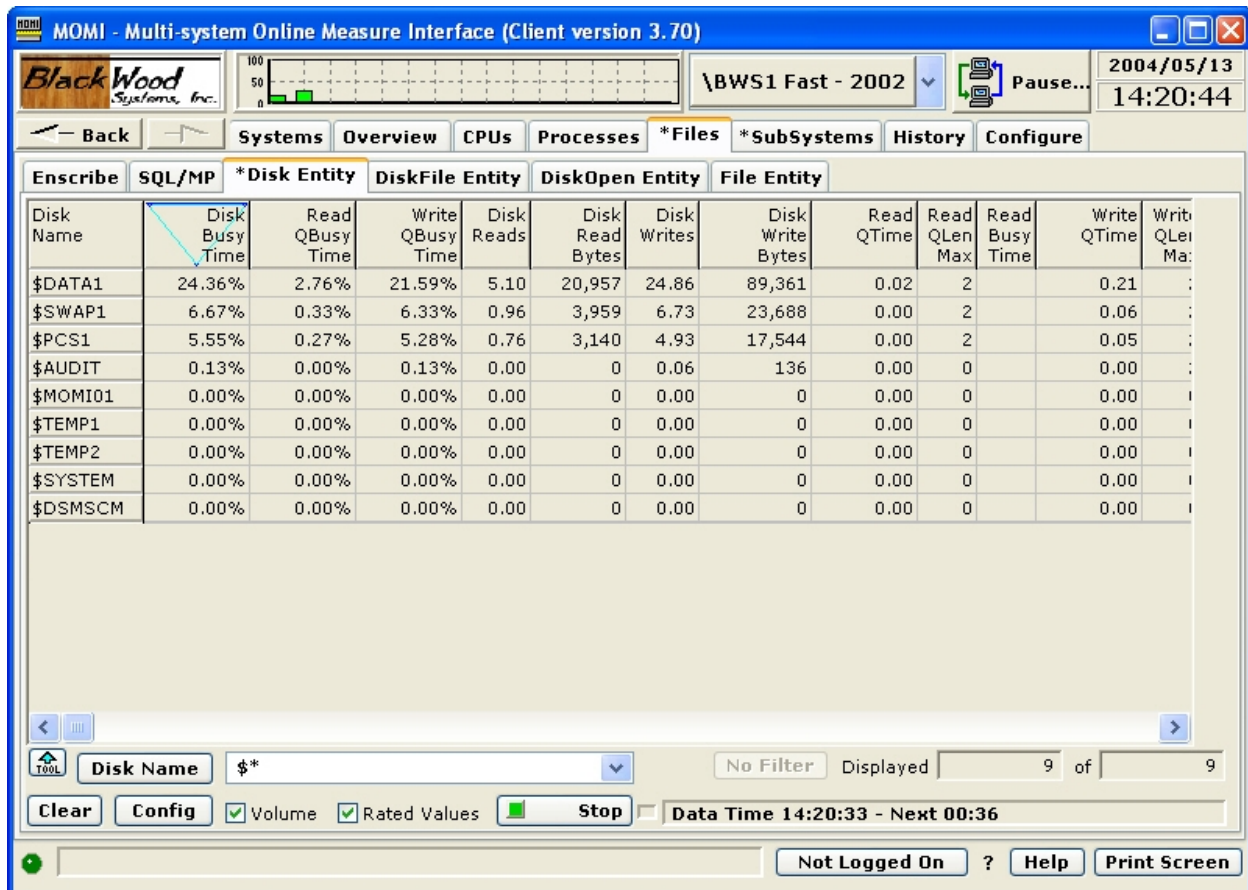 MOMI - Multi-system Online Measure Interface (Client version 3.70)
BlackWood Systems, Inc.
100
50
0
\BWS1 Fast - 2002
Pause...
2004/05/13
14:20:44
Back
Systems Overview CPUs Processes *Files *SubSystems History Configure
Enscribe SQL/MP *Disk Entity DiskFile Entity DiskOpen Entity File Entity
Disk Disk Read Write Disk Disk Disk Disk Read Read Read Write
Name Busy QBusy QBusy Reads Read Writes Write QTime QLen Busy QTime
Time Time Time Bytes Bytes Max Time
$DATA1 24.36% 2.76% 21.59% 5.10 20,957 24.86 89,361 0.02 2 0.21
$SWAP1 6.67% 0.33% 6.33% 0.96 3,959 6.73 23,688 0.00 2 0.06
$PCS1 5.55% 0.27% 5.28% 0.76 3,140 4.93 17,544 0.00 2 0.05
$AUDIT 0.13% 0.00% 0.13% 0.00 0 0.06 136 0.00 0 0.00
$MOMI01 0.00% 0.00% 0.00% 0.00 0 0.00 0 0.00 0 0.00
$TEMP1 0.00% 0.00% 0.00% 0.00 0 0.00 0 0.00 0 0.00
$TEMP2 0.00% 0.00% 0.00% 0.00 0 0.00 0 0.00 0 0.00
$SYSTEM 0.00% 0.00% 0.00% 0.00 0 0.00 0 0.00 0 0.00
$DSMSCM 0.00% 0.00% 0.00% 0.00 0 0.00 0 0.00 0 0.00
TOOL Disk Name $* No Filter Displayed 9 of 9
Clear Config Volume Rated Values Stop Data Time 14:20:33 - Next 00:36
Not Logged On ? Help Print Screen